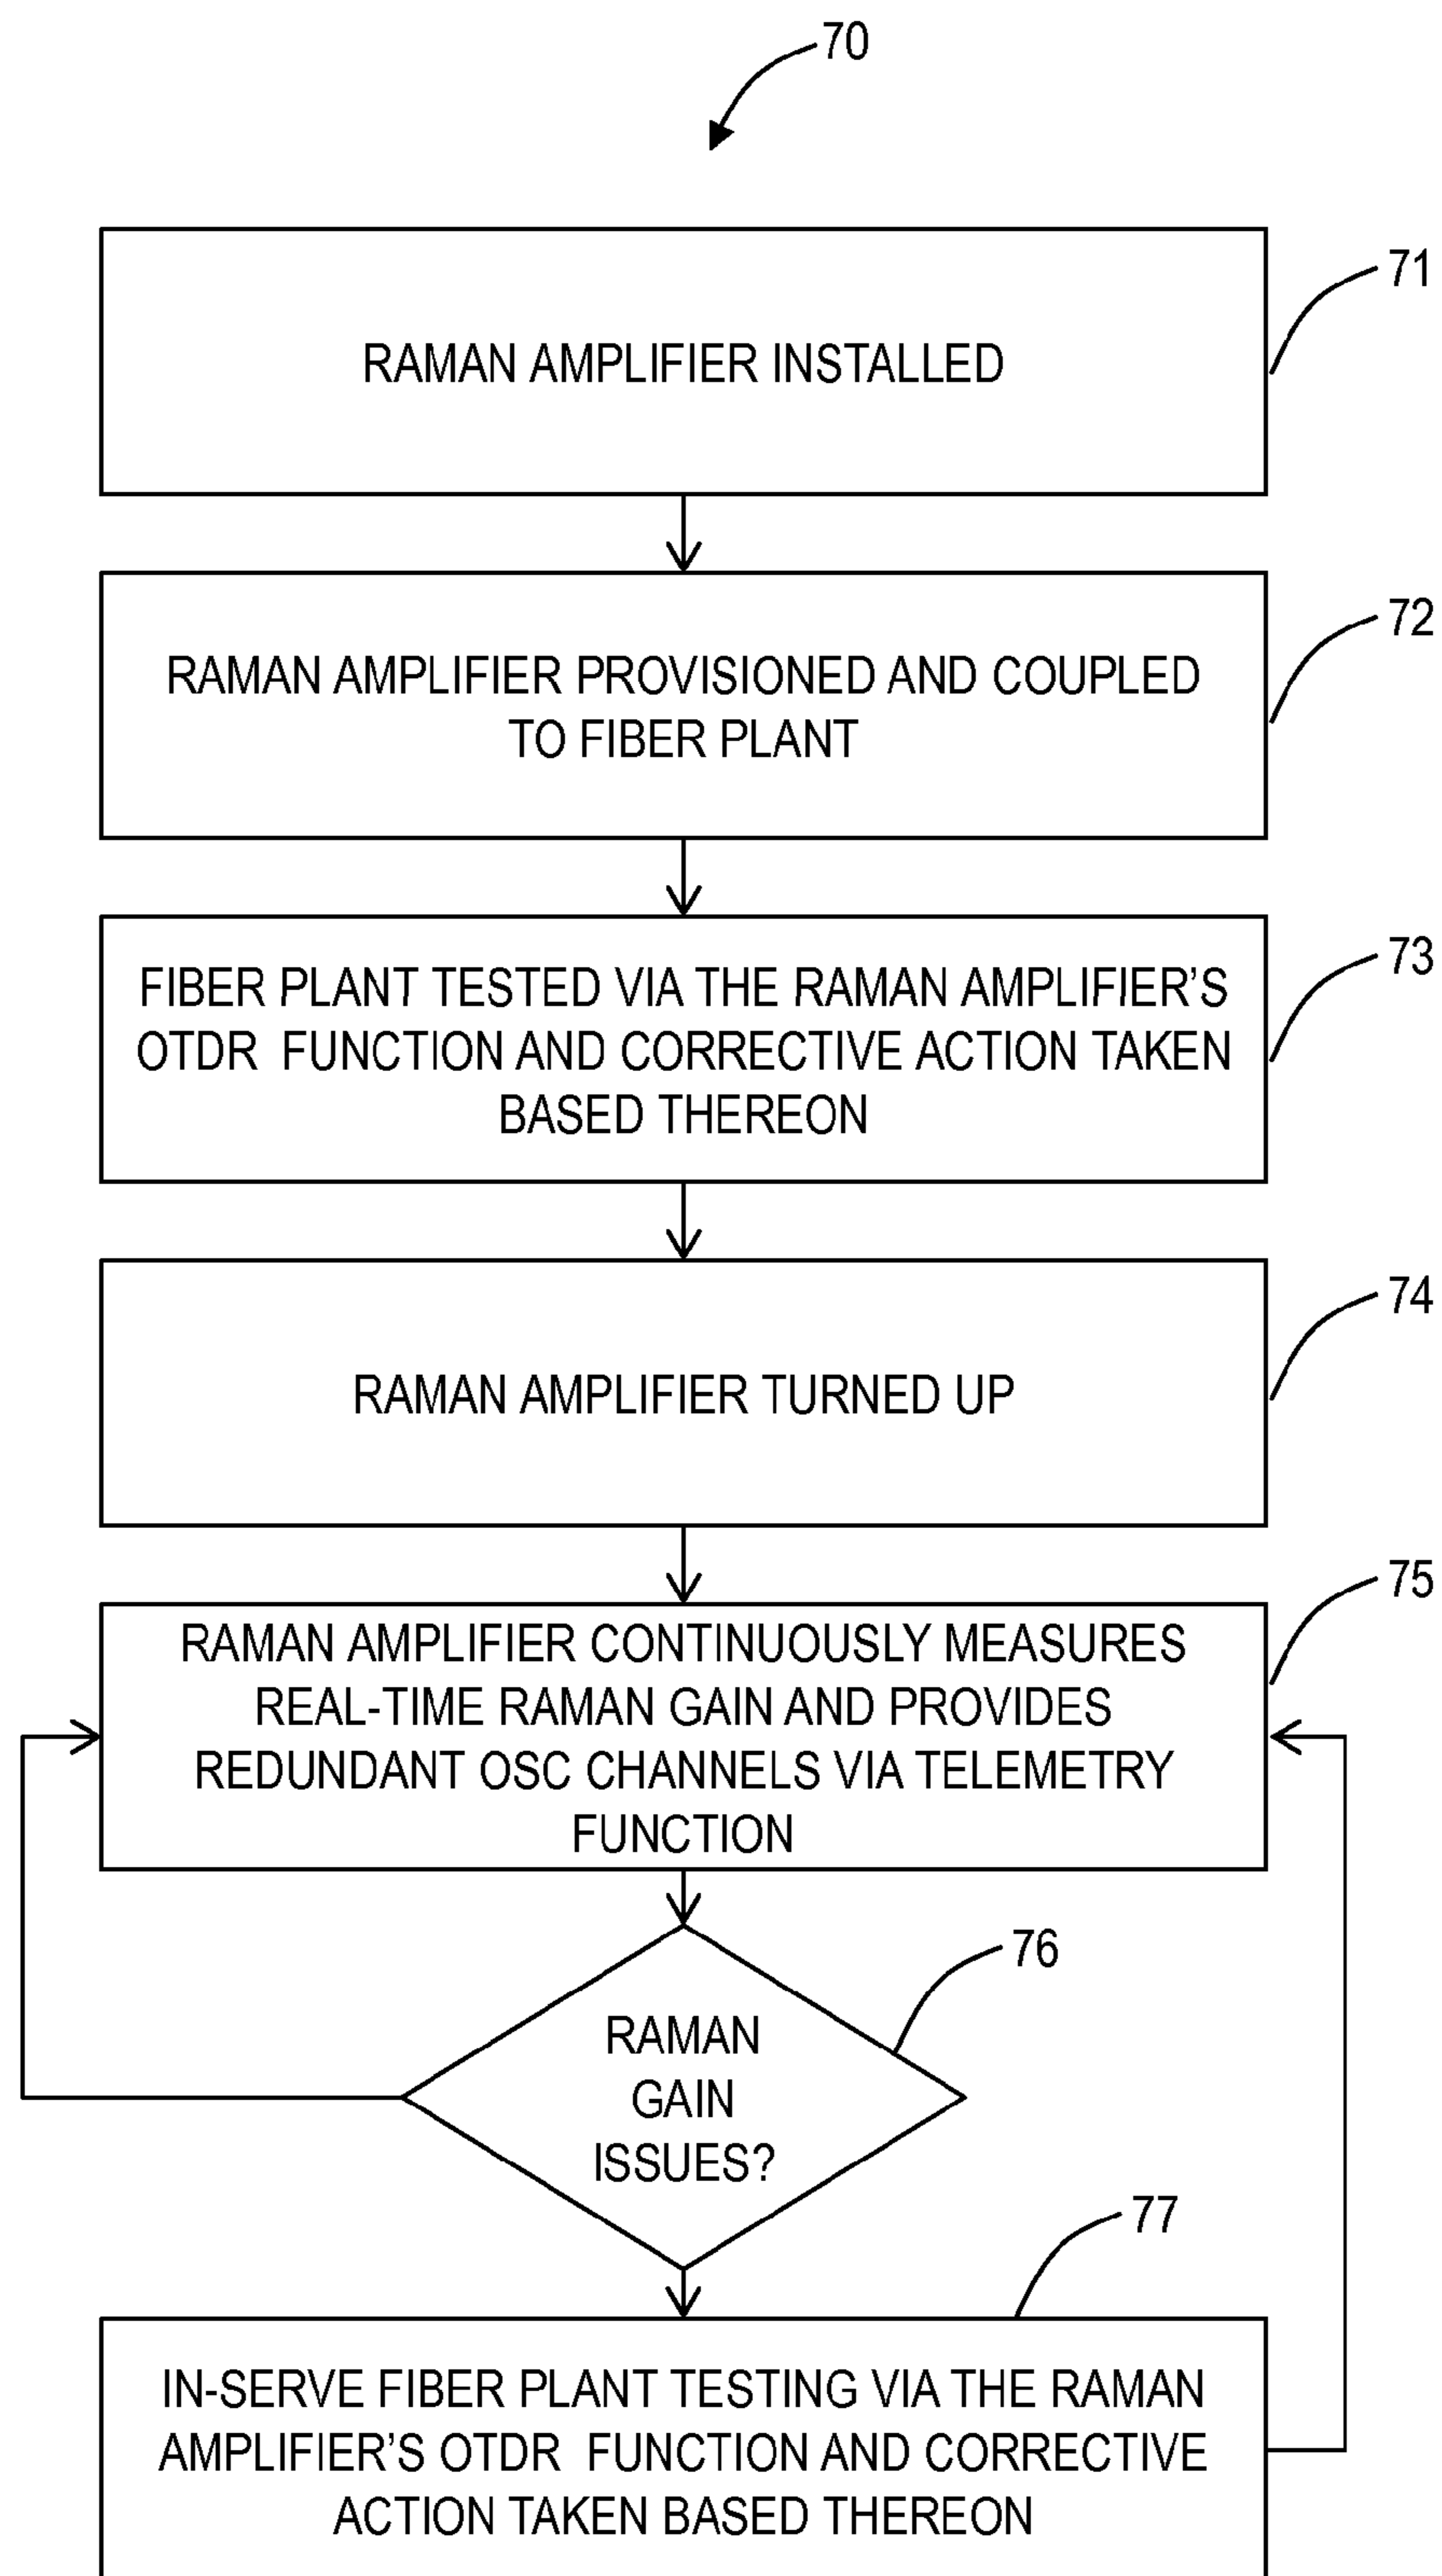 70
71
RAMAN AMPLIFIER INSTALLED
72
RAMAN AMPLIFIER PROVISIONED AND COUPLED
TO FIBER PLANT
73
FIBER PLANT TESTED VIA THE RAMAN AMPLIFIER’S
OTDR FUNCTION AND CORRECTIVE ACTION TAKEN
BASED THEREON
74
RAMAN AMPLIFIER TURNED UP
75
RAMAN AMPLIFIER CONTINUOUSLY MEASURES
REAL-TIME RAMAN GAIN AND PROVIDES
REDUNDANT OSC CHANNELS VIA TELEMETRY
FUNCTION
76
RAMAN
GAIN
ISSUES?
77
IN-SERVE FIBER PLANT TESTING VIA THE RAMAN
AMPLIFIER’S OTDR FUNCTION AND CORRECTIVE
ACTION TAKEN BASED THEREON